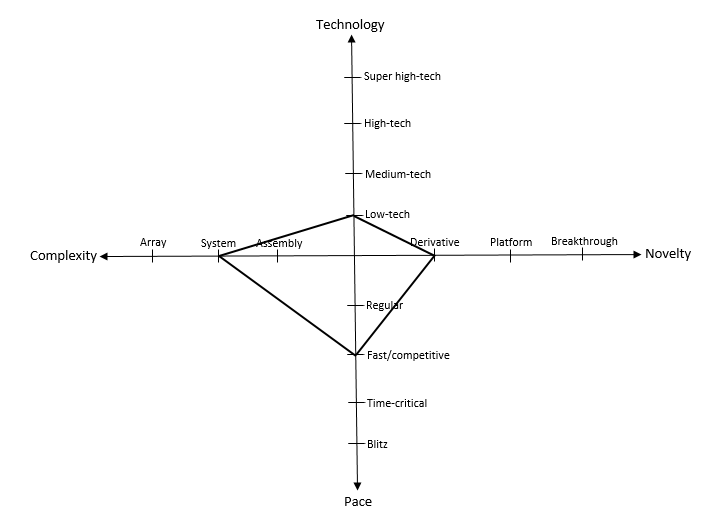 Technology
Super high-tech
High-tech
Medium-tech
Low-tech
Array
System
Assembly
Derivative
Platform
Breakthrough
Complexity
Novelty
Regular
Fast/competitive
Time-critical
Blitz
Pace